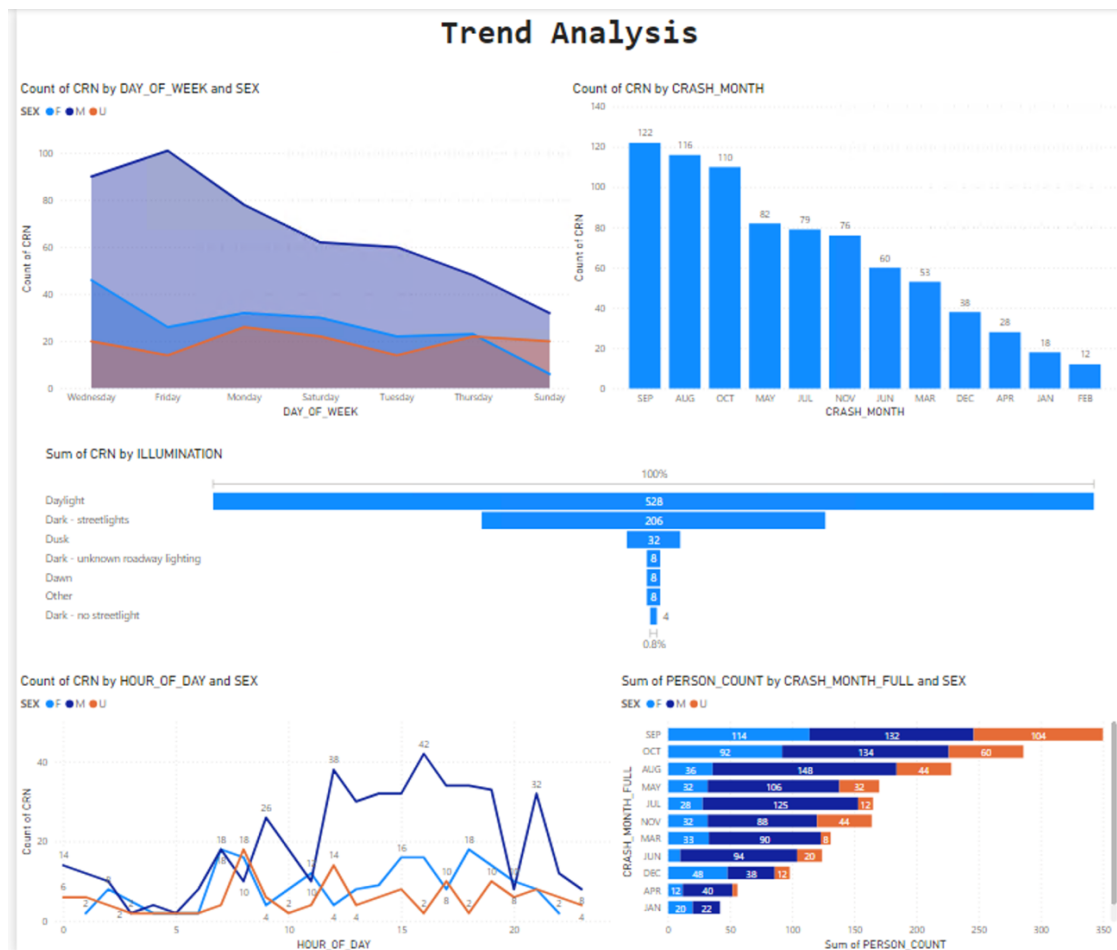 Trend Analysis
Count of CRN by DAY_OF_WEEK and SEX
SEX F M U
100
80
60
40
20
0
Count of CRN
Wednesday Friday Monday Saturday Tuesday Thursday Sunday
DAY_OF_WEEK
Count of CRN by CRASH_MONTH
140
120
100
80
60
40
20
0
Count of CRN
122 116 110 82 79 76 60 53 38 28 18 12
SEP AUG OCT MAY JUL NOV JUN MAR DEC APR JAN FEB
CRASH_MONTH
Sum of CRN by ILLUMINATION
100%
Daylight 528
Dark - streetlights 206
Dusk 32
Dark - unknown roadway lighting 8
Dawn 8
Other 8
Dark - no streetlight 4
0.8%
Count of CRN by HOUR_OF_DAY and SEX
SEX F M U
40
20
0
Count of CRN
14 6 2 8 2 2 18 18 10 26 4 2 12 10 38 14 4 4 16 42 2 10 8 18 2 10 8 32 2 8 4
0 5 10 15 20
HOUR_OF_DAY
Sum of PERSON_COUNT by CRASH_MONTH_FULL and SEX
SEX F M U
CRASH_MONTH_FULL
SEP 114 132 104
OCT 92 134 60
AUG 36 148 44
MAY 32 106 32
JUL 28 125 12
NOV 32 88 44
MAR 33 90 8
JUN 94 20
DEC 48 38 12
APR 12 40
JAN 20 22
0 50 100 150 200 250 300 350
Sum of PERSON_COUNT